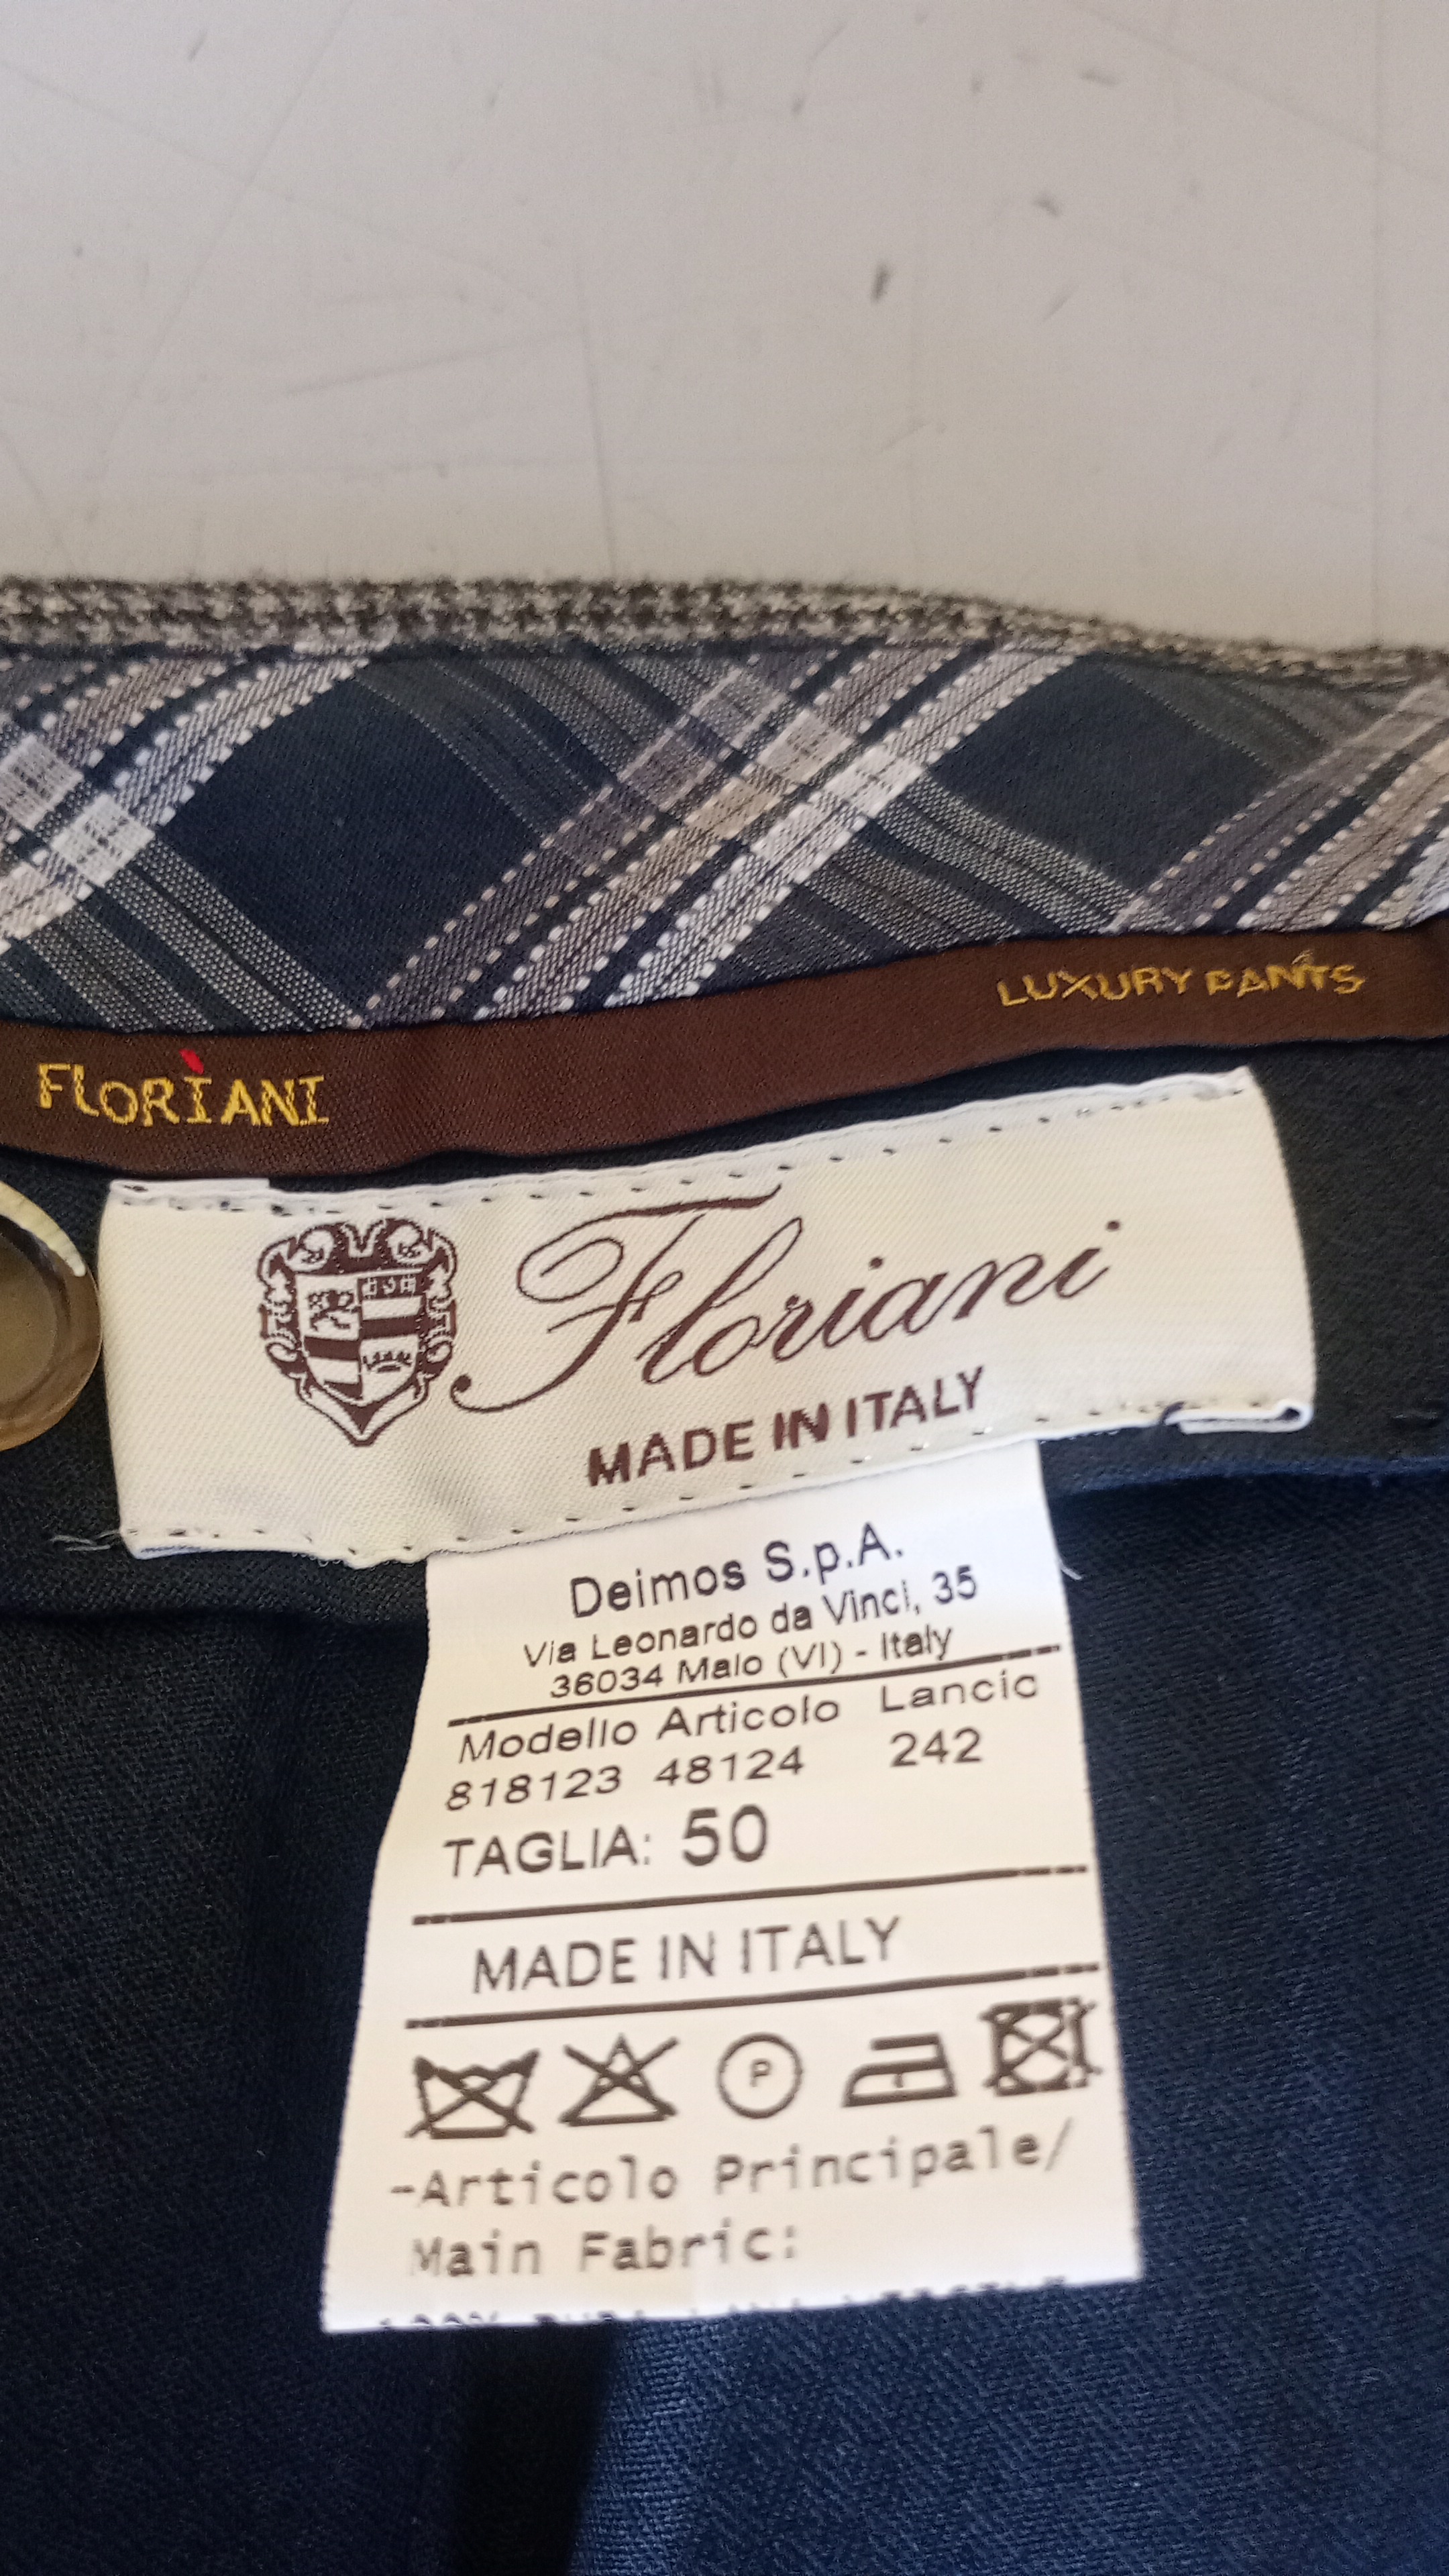 LUXURY PANTS
FLORIANI
Floriani
MADE IN ITALY
Deimos S.p.A.
Via Leonardo da Vinci, 35
36034 Malo (VI) - Italy
Modello Articolo Lancio
818123 48124 242
TAGLIA: 50
MADE IN ITALY
P
-Articolo Principale/
Main Fabric: